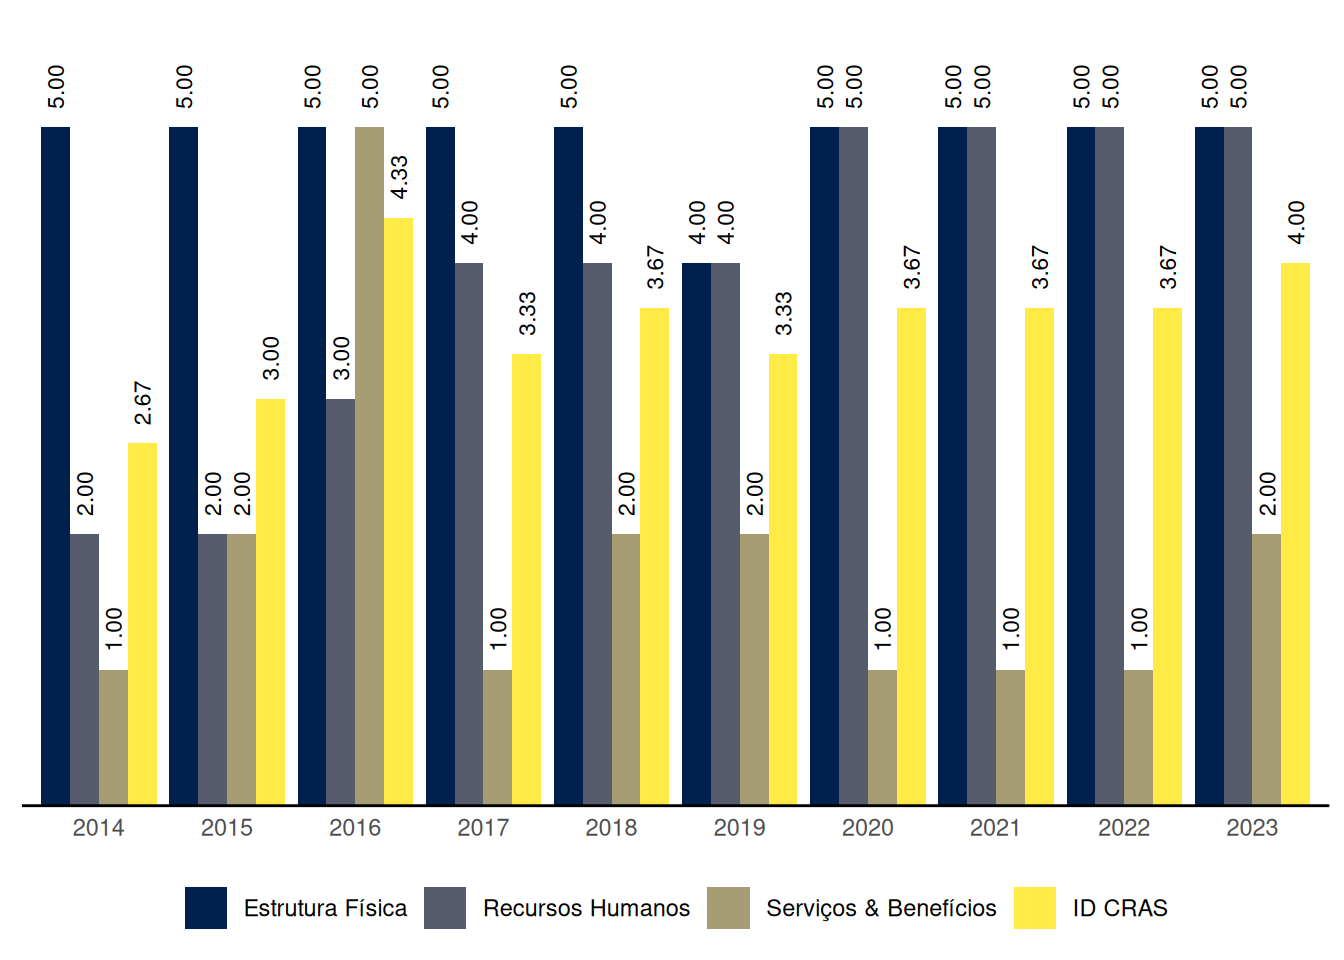 5.00 5.00 5.00 5.00 5.00 5.00 5.00 5.00 5.00 5.00 5.00 5.00 5.00 5.00
4.33
4.00 4.00 4.00 4.00 4.00
3.67 3.67 3.67 3.67
3.33 3.33
3.00 3.00
2.67
2.00 2.00 2.00 2.00 2.00 2.00
1.00 1.00 1.00 1.00 1.00
2014 2015 2016 2017 2018 2019 2020 2021 2022 2023
Estrutura Física Recursos Humanos Serviços & Benefícios ID CRAS